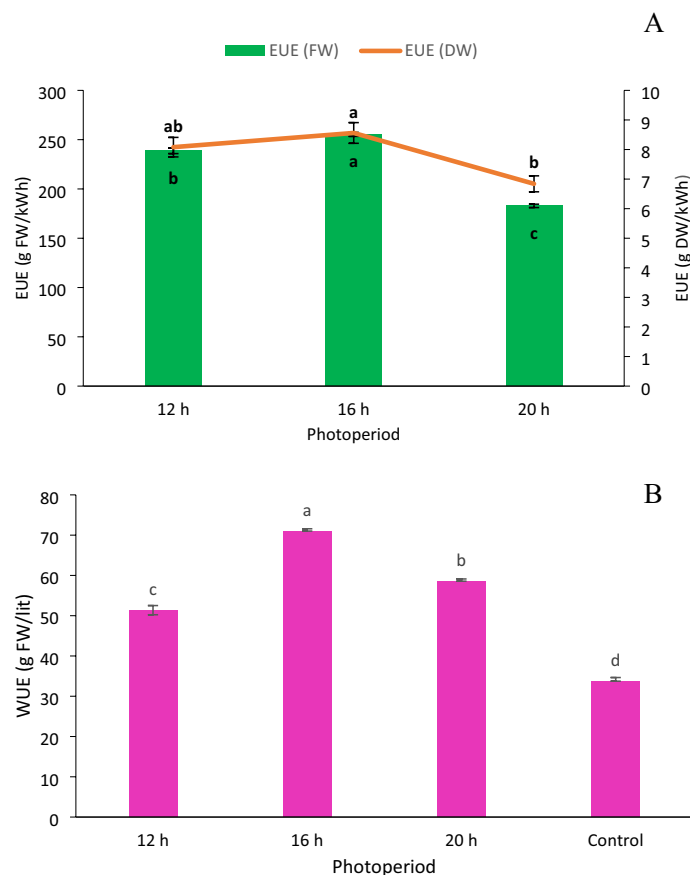 A
EUE (FW) EUE (DW)
300 10
250 9
200 8
150 7
100 6
50 5
0 4
3
2
1
0
EUE (g FW/kWh)
EUE (g DW/kWh)
ab a b
b a c
12 h 16 h 20 h
Photoperiod
B
80
70
60
50
40
30
20
10
0
WUE (g FW/lit)
c a b d
12 h 16 h 20 h Control
Photoperiod